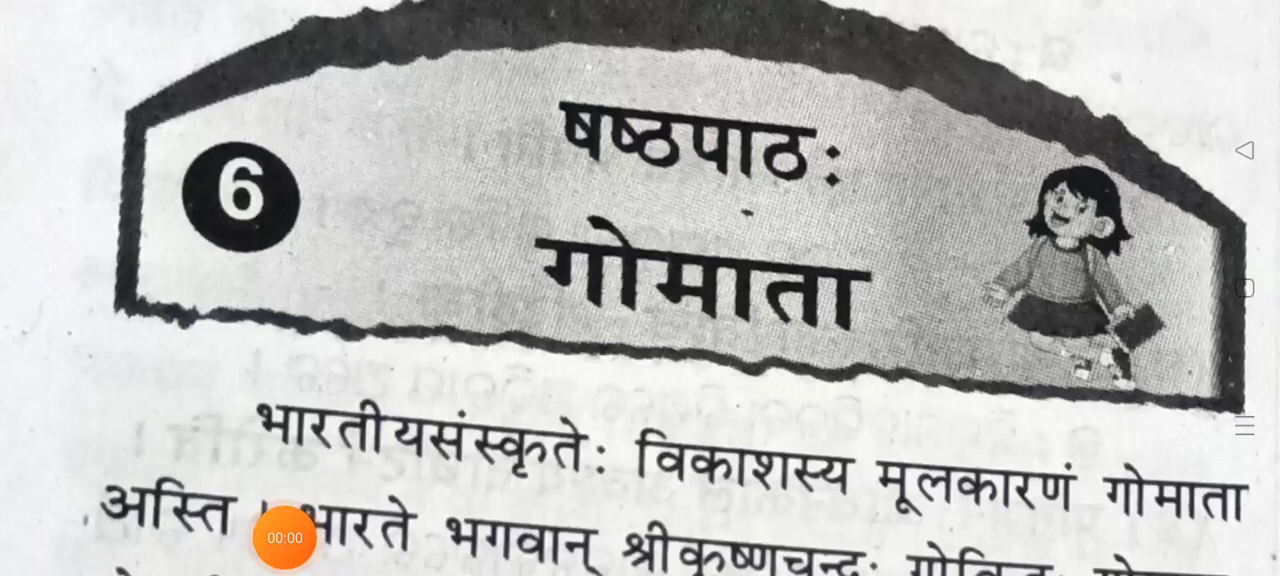 6
षष्ठपाठः
गोमाता
भारतीयसंस्कृतेः विकाशस्य मूलकारणं गोमाता
अस्ति । भारते भगवान् श्रीकृष्णचन्द्रः गोविन्दः
00:00